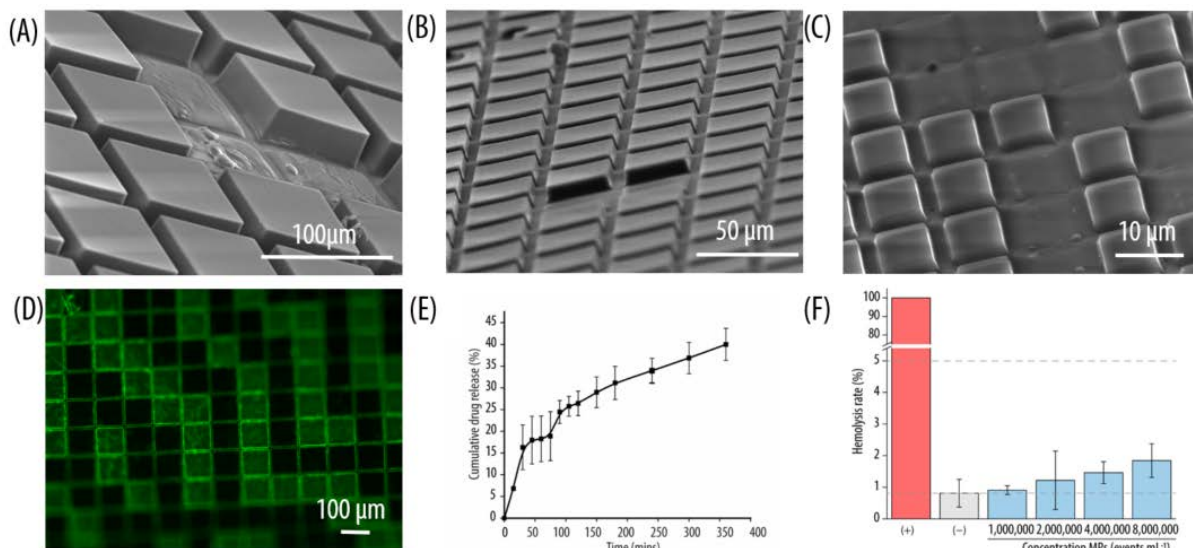 (A)
100µm
(B)
50 µm
(C)
10 µm
(D)
100 µm
(E)
Cumulative drug release (%)
45
40
35
30
25
20
15
10
5
0
0 50 100 150 200 250 300 350 400
Time (mins)
(F)
Hemolysis rate (%)
100
90
80
5
4
3
2
1
0
(+) (−) 1,000,000 2,000,000 4,000,000 8,000,000
Concentration MPs (events mL⁻¹)